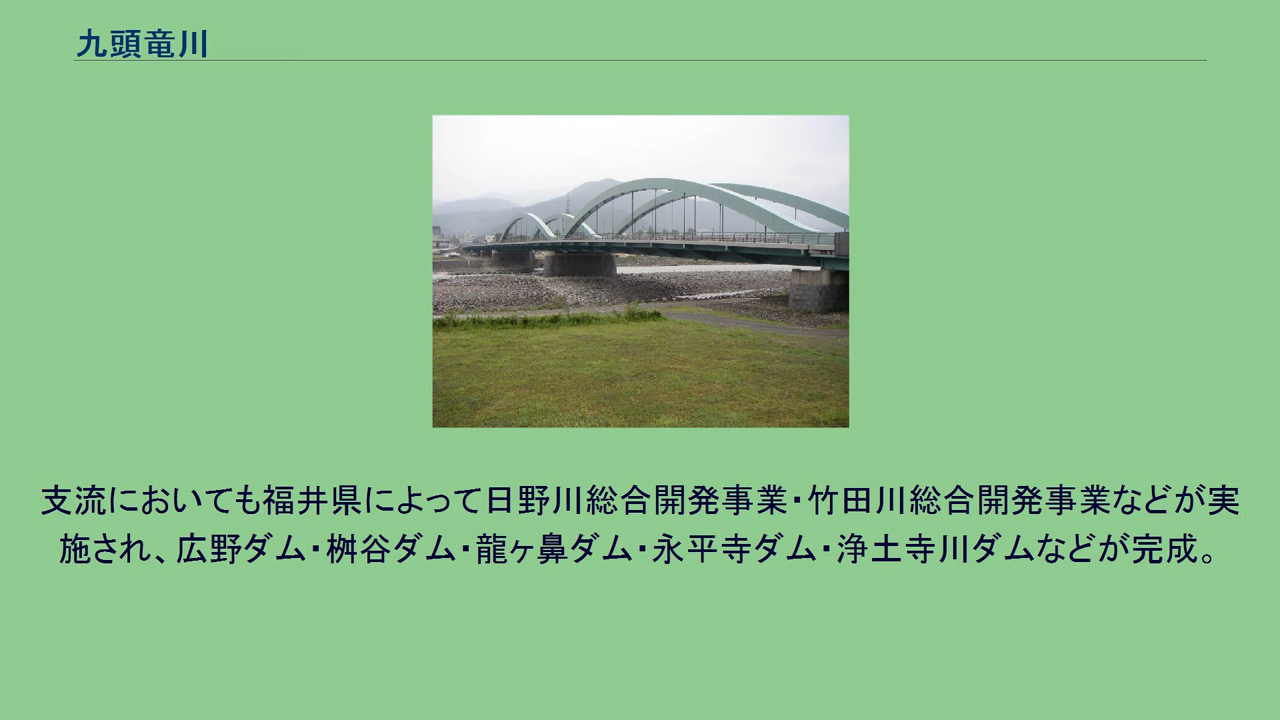 九頭竜川
支流においても福井県によって日野川総合開発事業・竹田川総合開発事業などが実
施され、広野ダム・桝谷ダム・龍ヶ鼻ダム・永平寺ダム・浄土寺川ダムなどが完成。